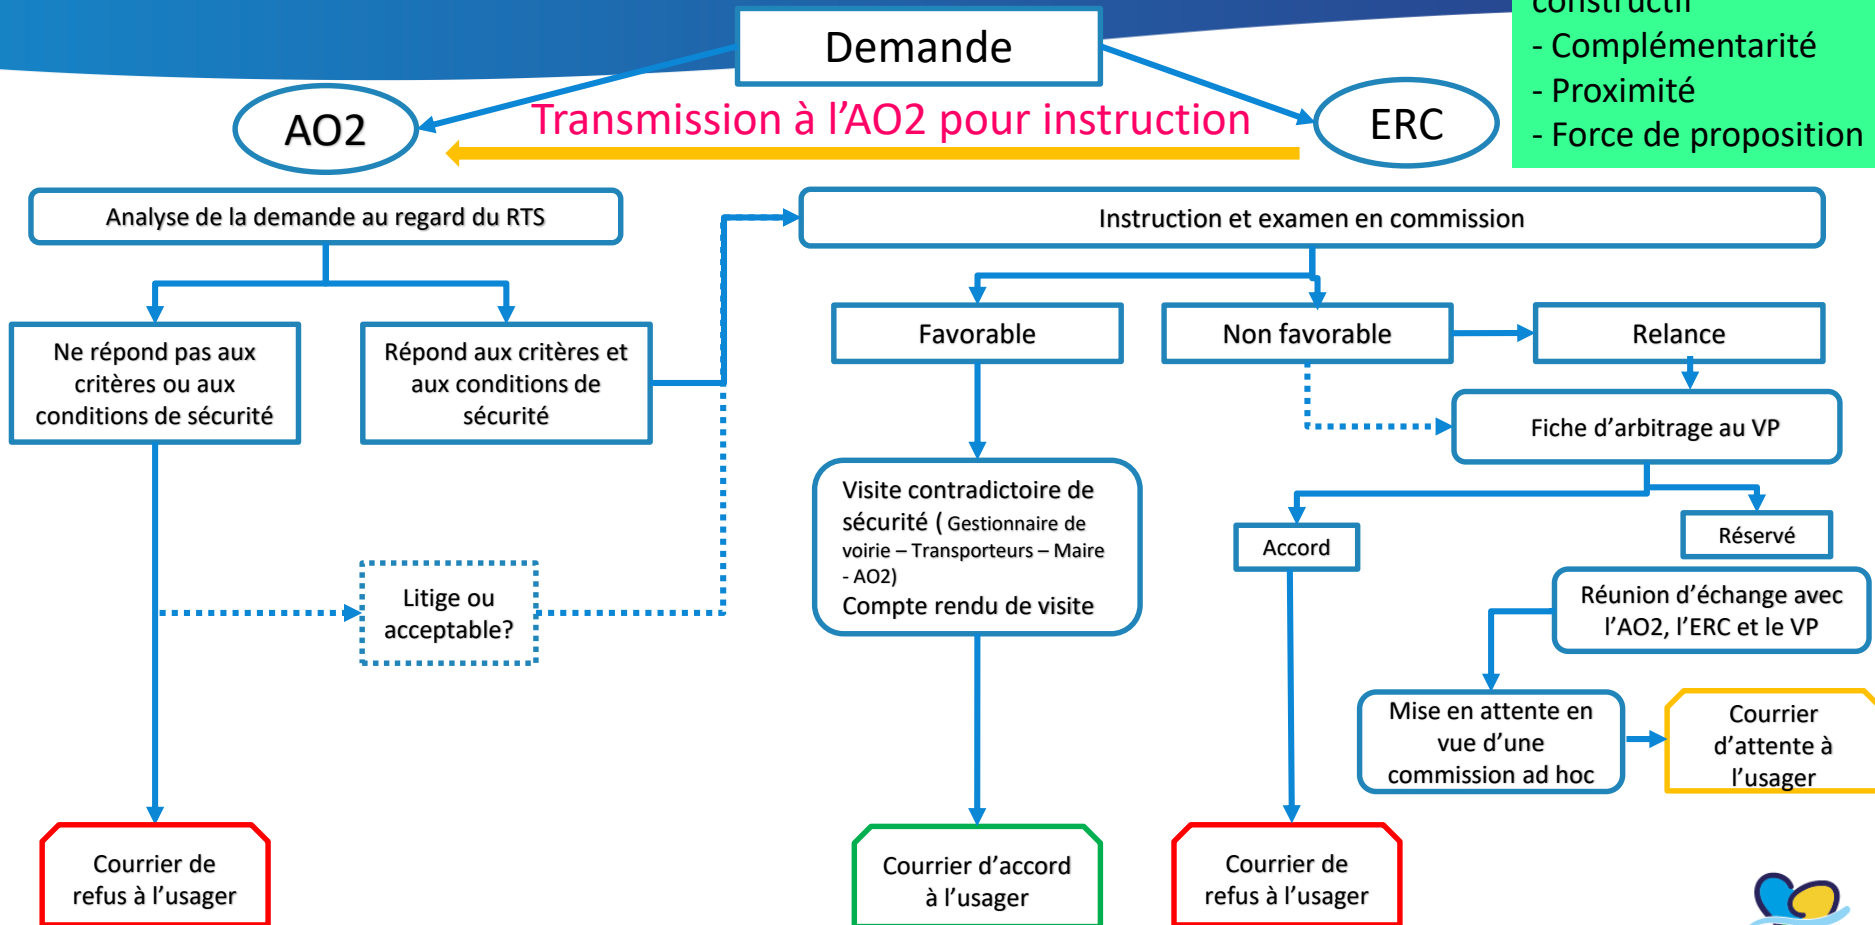 constructif
- Complémentarité
- Proximité
- Force de proposition
Demande
AO2
Transmission à l’AO2 pour instruction
ERC
Analyse de la demande au regard du RTS
Instruction et examen en commission
Ne répond pas aux
critères ou aux
conditions de sécurité
Répond aux critères et
aux conditions de
sécurité
Favorable
Non favorable
Relance
Fiche d’arbitrage au VP
Visite contradictoire de
sécurité ( Gestionnaire de
voirie – Transporteurs – Maire
- AO2)
Compte rendu de visite
Accord
Réservé
Litige ou
acceptable?
Réunion d’échange avec
l’AO2, l’ERC et le VP
Mise en attente en
vue d’une
commission ad hoc
Courrier
d’attente à
l’usager
Courrier de
refus à l’usager
Courrier d’accord
à l’usager
Courrier de
refus à l’usager